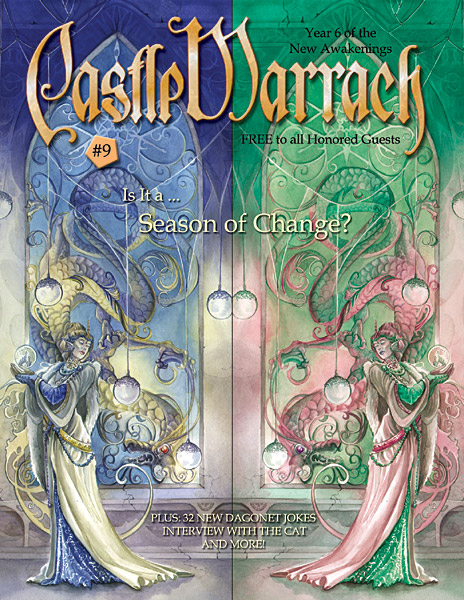 Year 6 of the
New Awakenings
Castle Marrach
FREE to all Honored Guests
#9
Is It a ...
Season of Change?
PLUS: 32 NEW DAGONET JOKES
INTERVIEW WITH THE CAT
AND MORE!